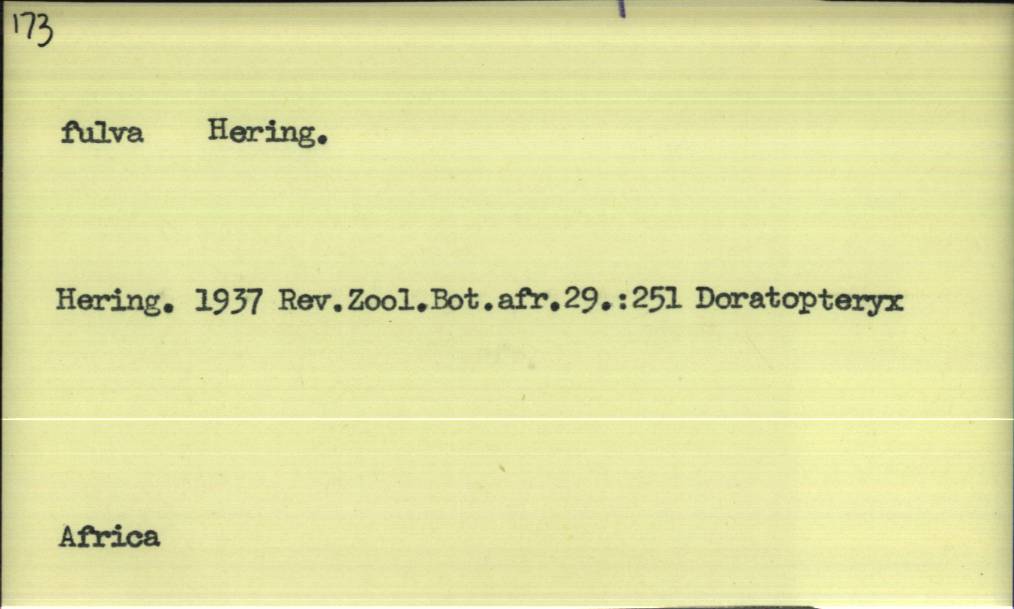 173
fulva Hering.
Hering. 1937 Rev.Zool.Bot.afr.29.:251 Doratopteryx
Africa